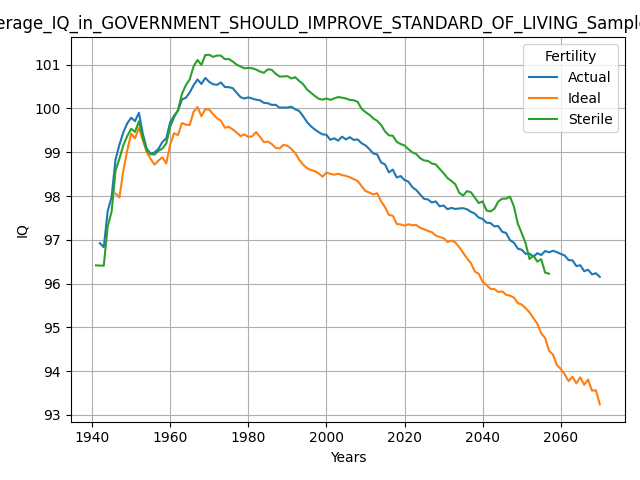 erage_IQ_in_GOVERNMENT_SHOULD_IMPROVE_STANDARD_OF_LIVING_Sample
Fertility
Actual
Ideal
Sterile
IQ
101
100
99
98
97
96
95
94
93
1940 1960 1980 2000 2020 2040 2060
Years